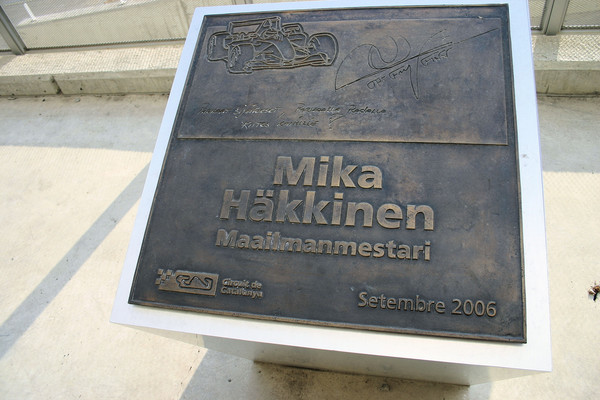 Mika
Häkkinen
Maailmanmestari
Circuit de
Catalunya
Setembre 2006